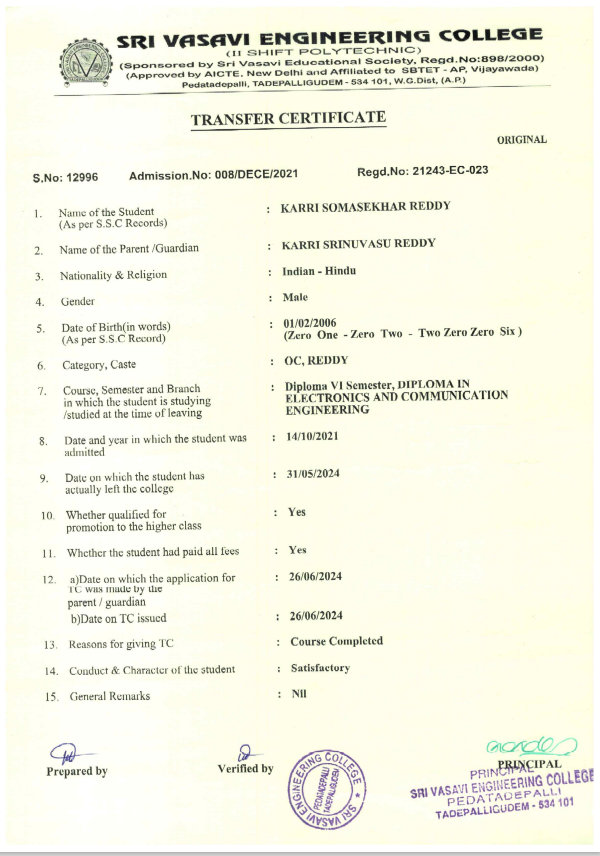 SRI VASAVI ENGINEERING COLLEGE
(II SHIFT POLYTECHNIC)
(Sponsored by Sri Vasavi Educational Society, Regd.No:898/2000)
(Approved by AICTE, New Delhi and Affiliated to SBTET - AP, Vijayawada)
Pedatadepalli, TADEPALLIGUDEM - 534 101, W.G.Dist, (A.P.)
TRANSFER CERTIFICATE
ORIGINAL
S.No: 12996 Admission.No: 008/DECE/2021 Regd.No: 21243-EC-023
1. Name of the Student : KARRI SOMASEKHAR REDDY
(As per S.S.C Records)
2. Name of the Parent /Guardian : KARRI SRINUVASU REDDY
3. Nationality & Religion : Indian - Hindu
4. Gender : Male
5. Date of Birth(in words) : 01/02/2006
(As per S.S.C Record) (Zero One - Zero Two - Two Zero Zero Six )
6. Category, Caste : OC, REDDY
7. Course, Semester and Branch : Diploma VI Semester, DIPLOMA IN
in which the student is studying ELECTRONICS AND COMMUNICATION
/studied at the time of leaving ENGINEERING
8. Date and year in which the student was : 14/10/2021
admitted
9. Date on which the student has : 31/05/2024
actually left the college
10. Whether qualified for : Yes
promotion to the higher class
11. Whether the student had paid all fees : Yes
12. a)Date on which the application for : 26/06/2024
TC was made by the
parent / guardian
b)Date on TC issued : 26/06/2024
13. Reasons for giving TC : Course Completed
14. Conduct & Character of the student : Satisfactory
15. General Remarks : Nil
Prepared by Verified by PRINCIPAL
SRI VASAVI ENGINEERING COLLEGE
PEDATADEPALLI
TADEPALLIGUDEM
PRINCIPAL
SRI VASAVI ENGINEERING COLLEGE
PEDATADEPALLI
TADEPALLIGUDEM - 534 101